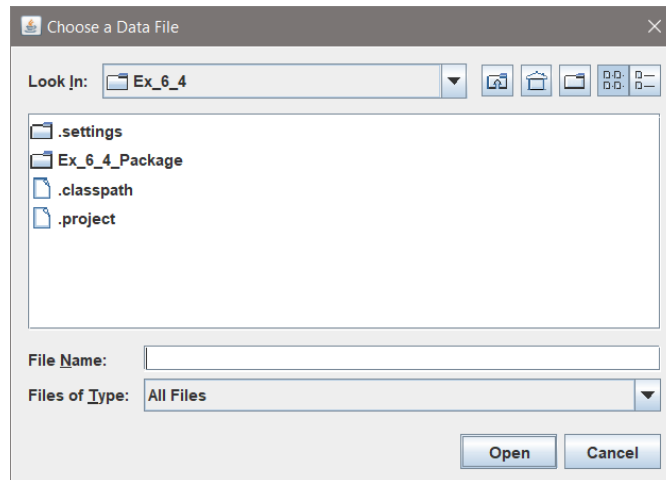 Choose a Data File
Look In: Ex_6_4
.settings
Ex_6_4_Package
.classpath
.project
File Name:
Files of Type: All Files
Open Cancel